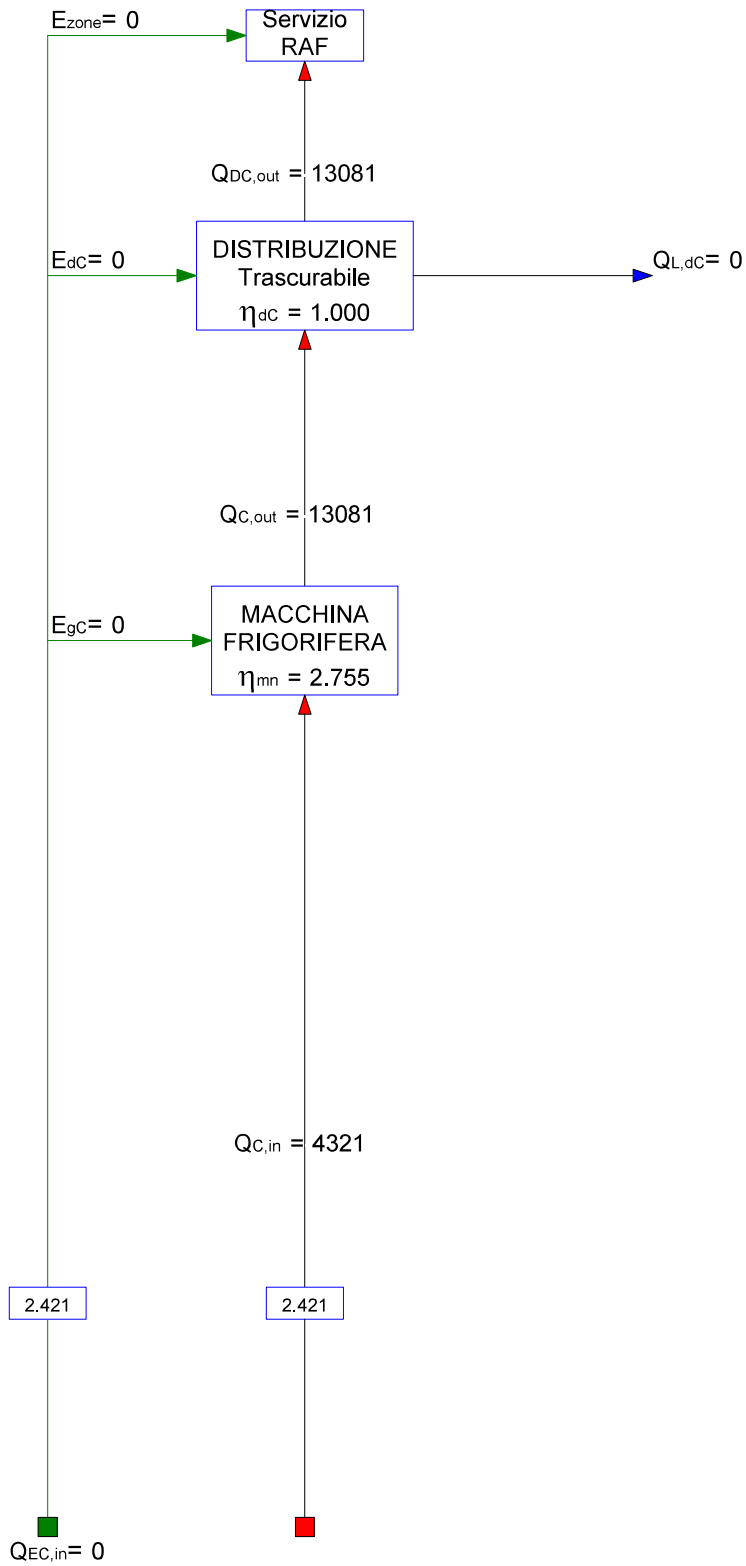 Ezone= 0
Servizio
RAF
QDC,out = 13081
DISTRIBUZIONE
Trascurabile
ηdC = 1.000
EdC= 0
QL,dC= 0
QC,out = 13081
MACCHINA
FRIGORIFERA
ηmn = 2.755
EgC= 0
QC,in = 4321
2.421
2.421
QEC,in= 0